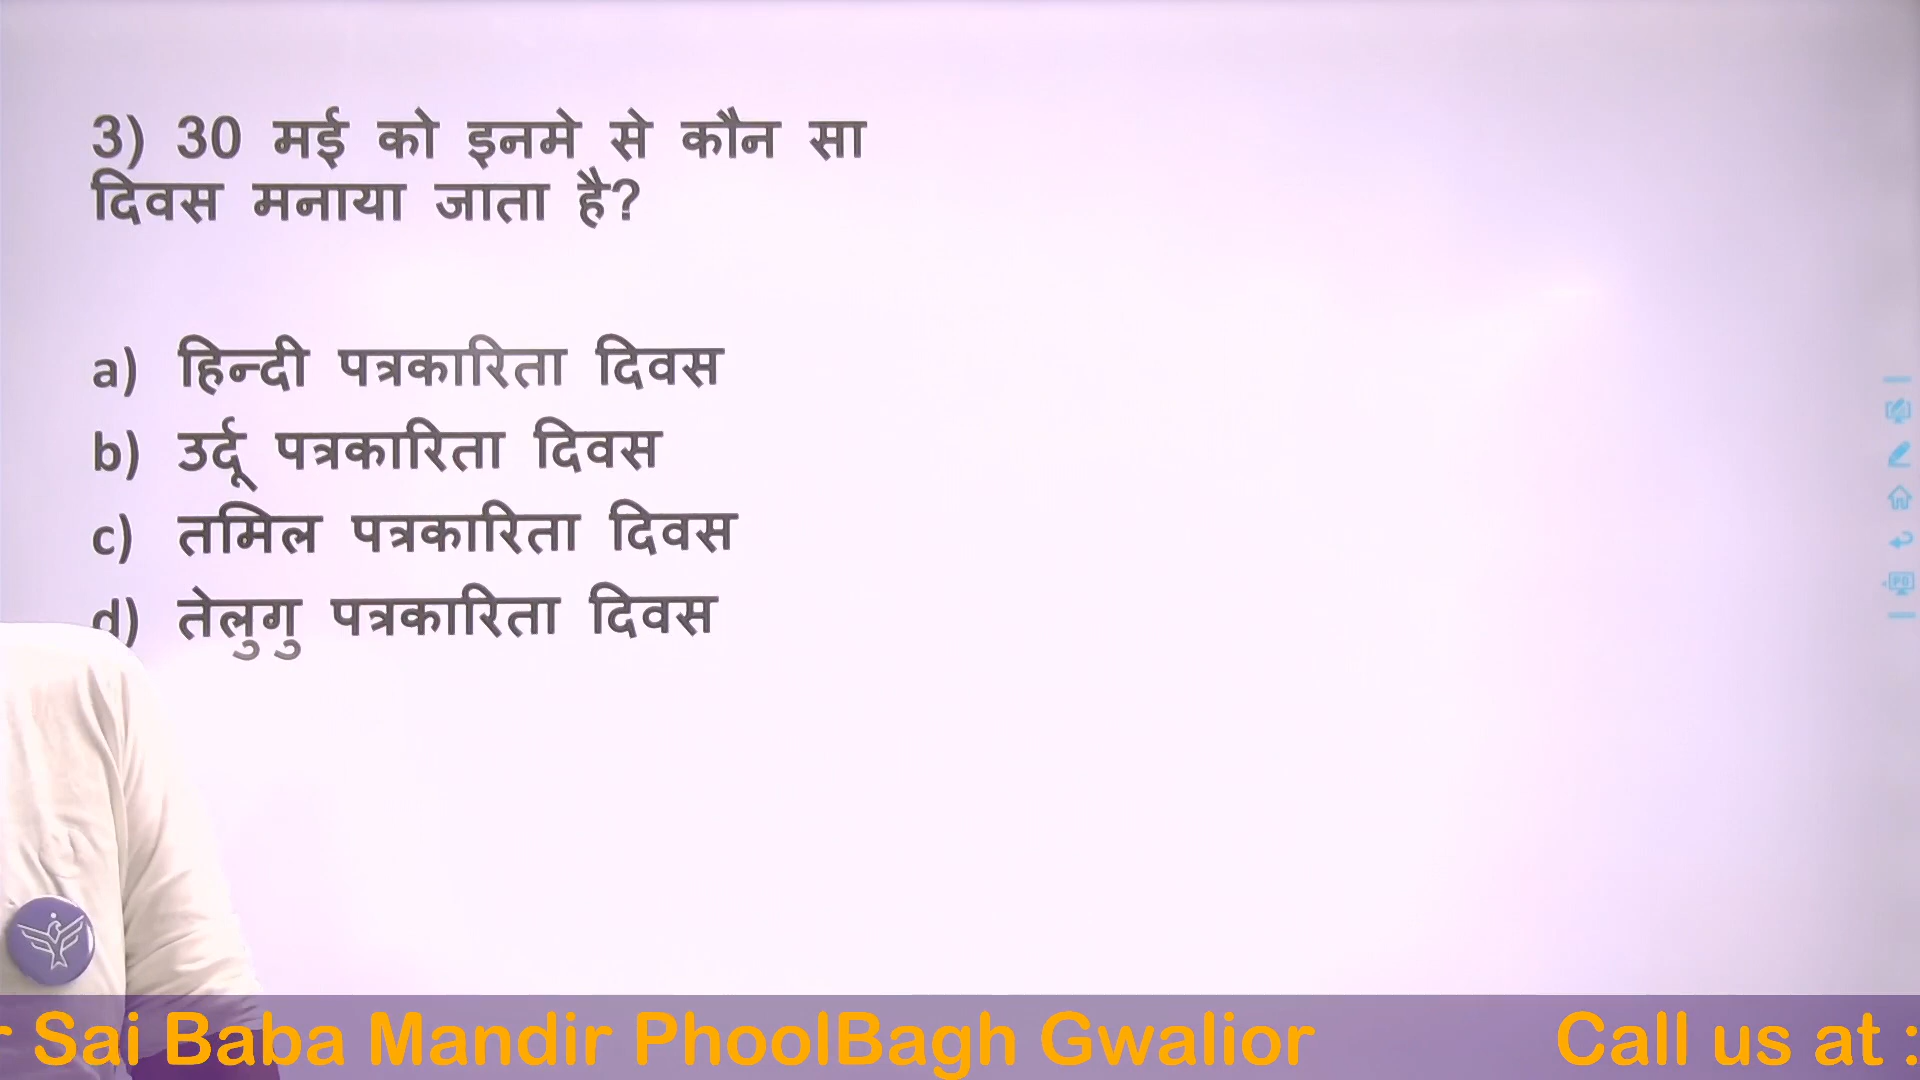 3) 30 मई को इनमे से कौन सा
दिवस मनाया जाता है?
a) हिन्दी पत्रकारिता दिवस
b) उर्दू पत्रकारिता दिवस
c) तमिल पत्रकारिता दिवस
d) तेलुगु पत्रकारिता दिवस
Sai Baba Mandir PhoolBagh Gwalior Call us at :